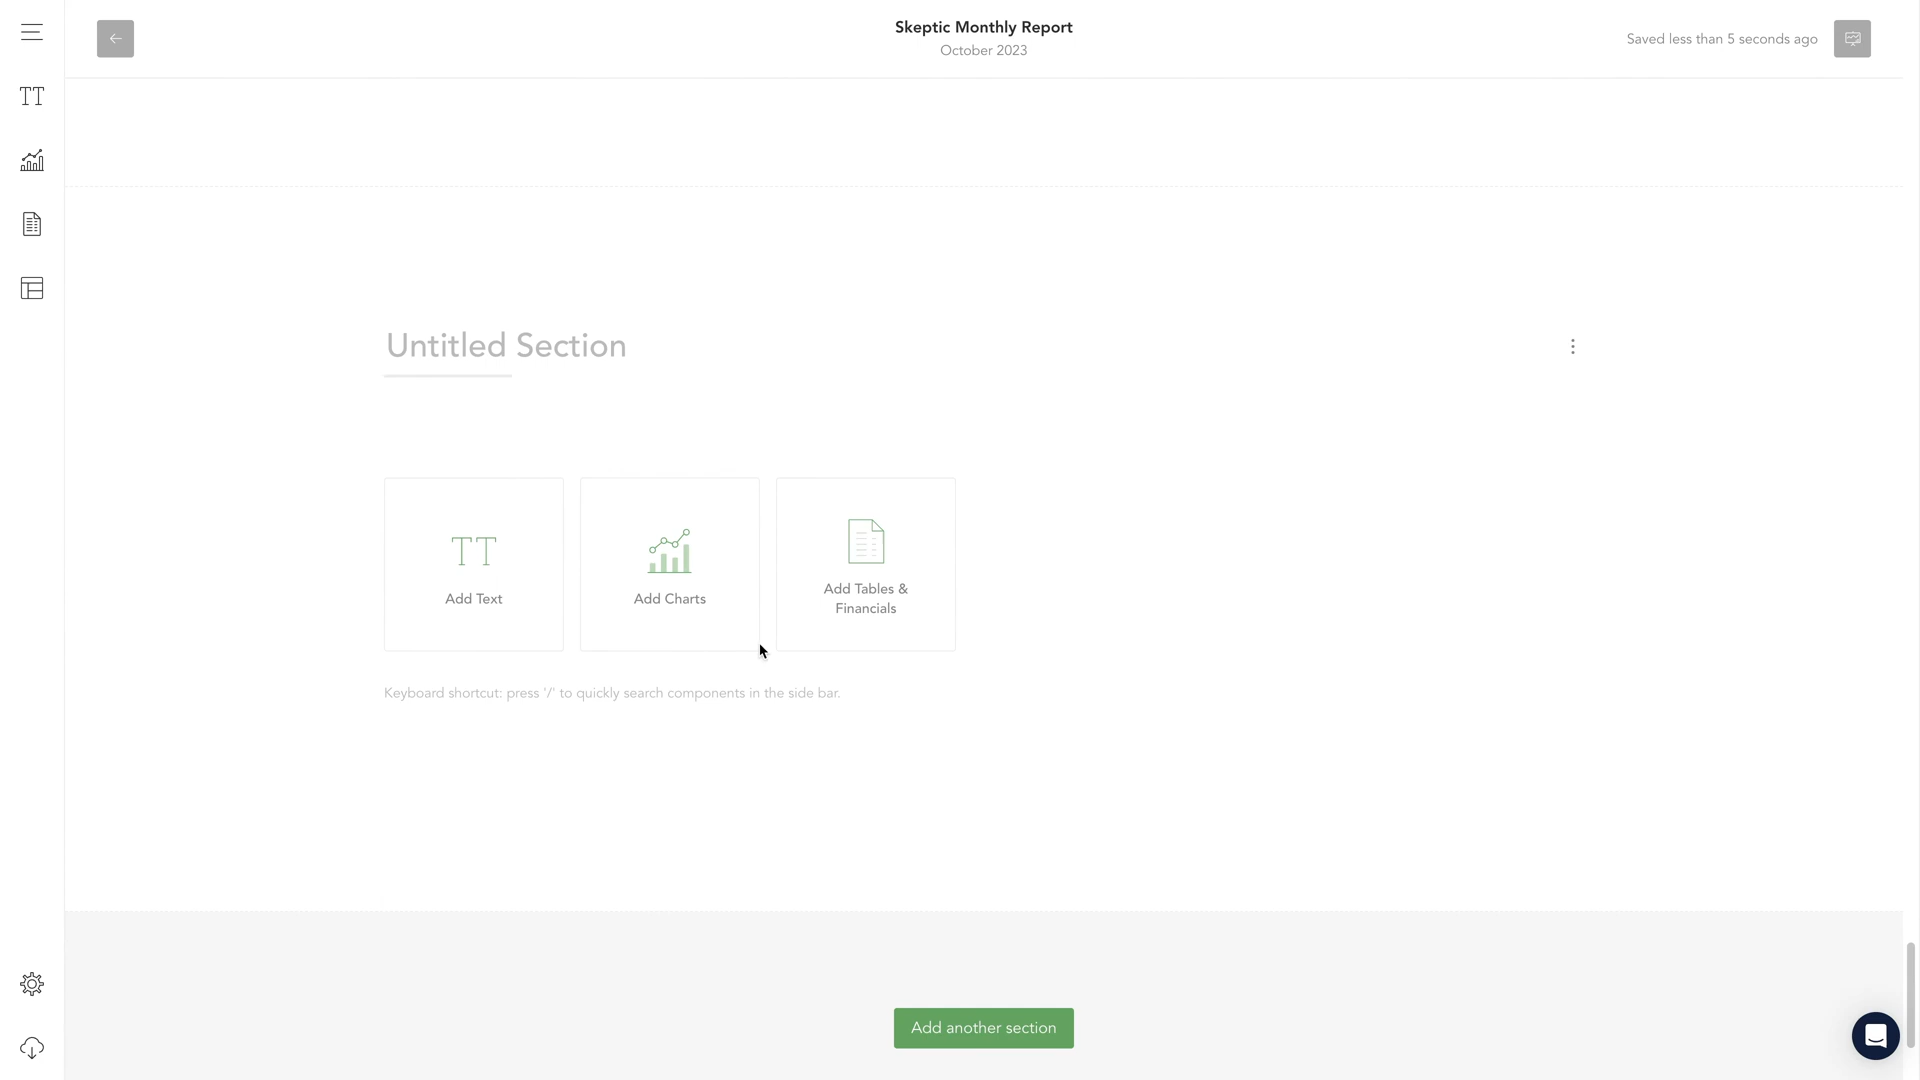 Skeptic Monthly Report
October 2023
Saved less than 5 seconds ago
TT
Untitled Section
TT
Add Text
Add Charts
Add Tables &
Financials
Keyboard shortcut: press '/' to quickly search components in the side bar.
Add another section